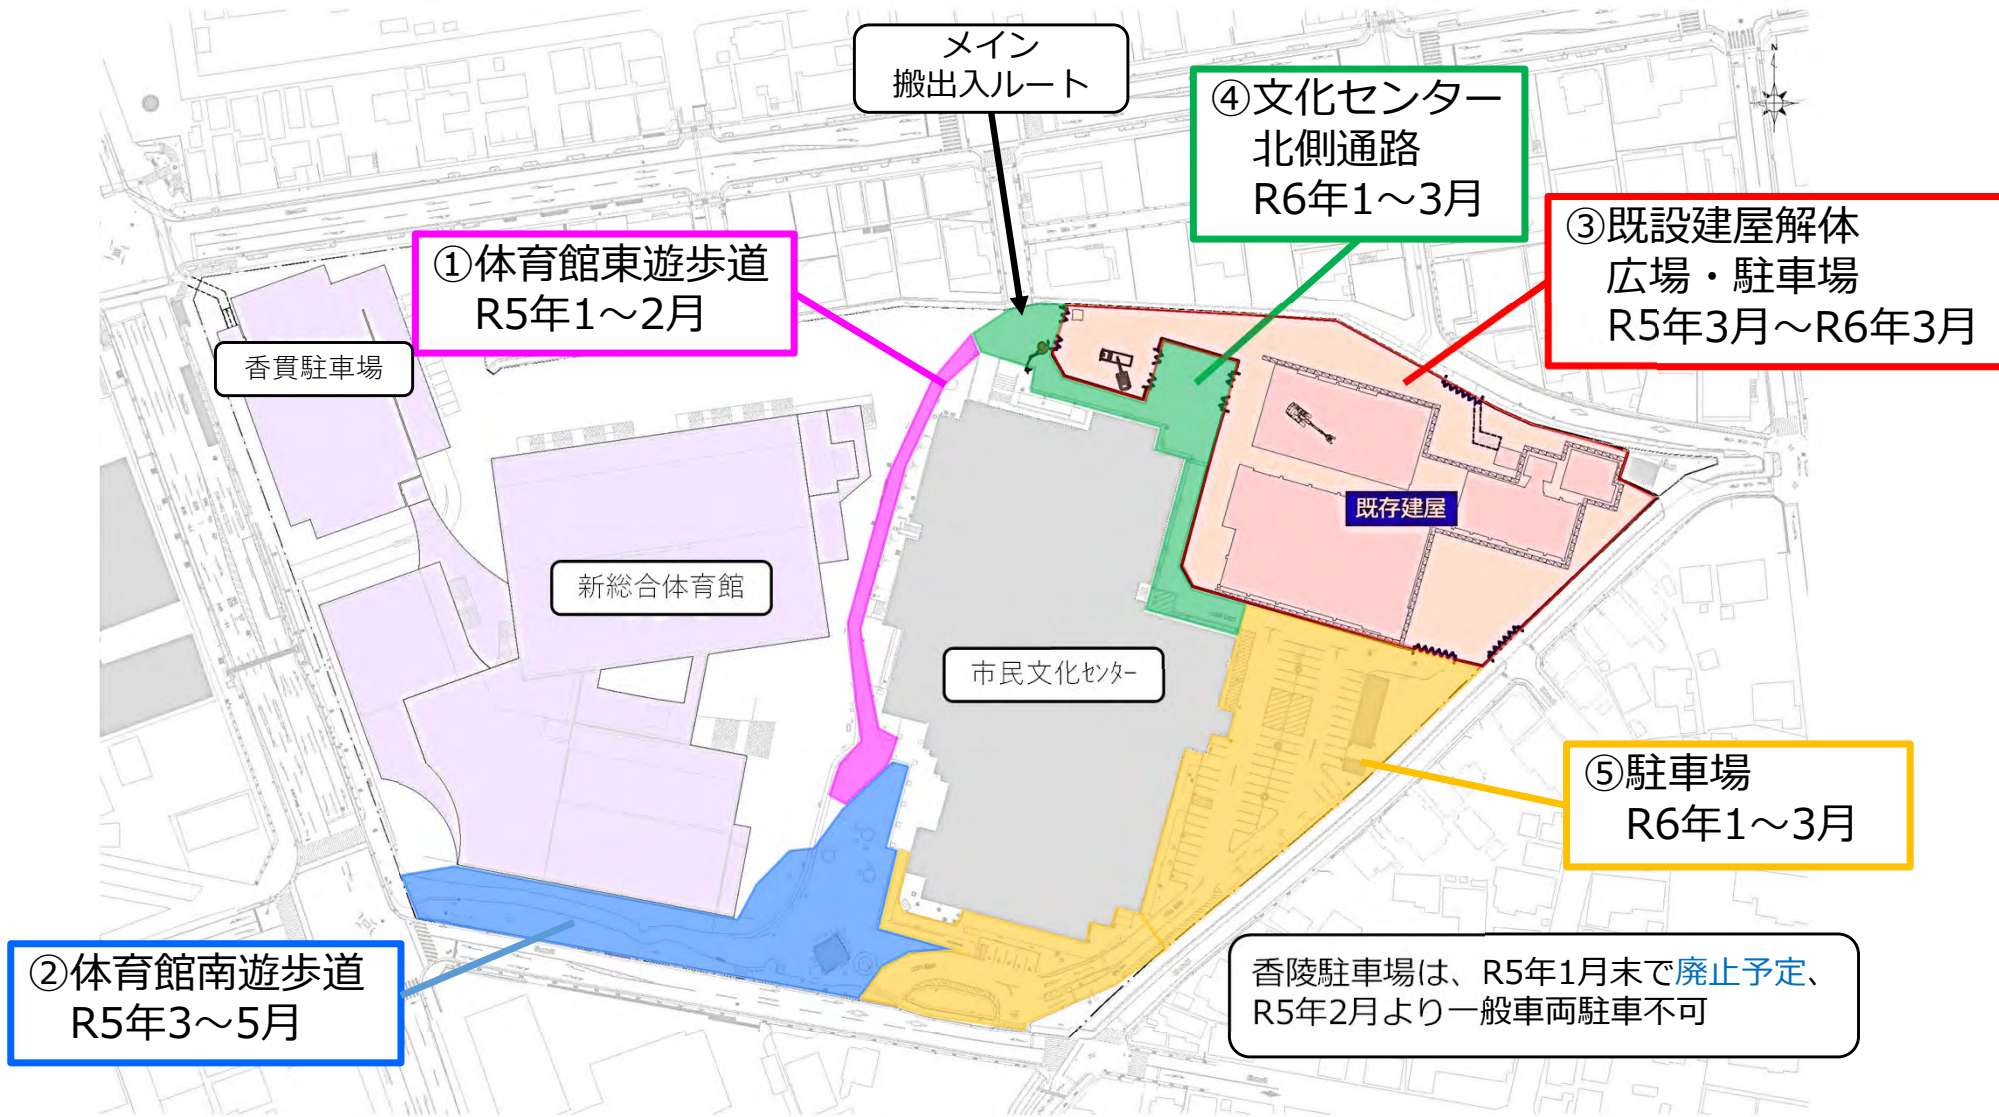 メイン
搬出入ルート
④文化センター
北側通路
R6年1～3月
N
③既設建屋解体
広場・駐車場
R5年3月～R6年3月
①体育館東遊歩道
R5年1～2月
香貫駐車場
既存建屋
新総合体育館
市民文化ｾﾝﾀｰ
⑤駐車場
R6年1～3月
②体育館南遊歩道
R5年3～5月
香陵駐車場は、R5年1月末で廃止予定、
R5年2月より一般車両駐車不可